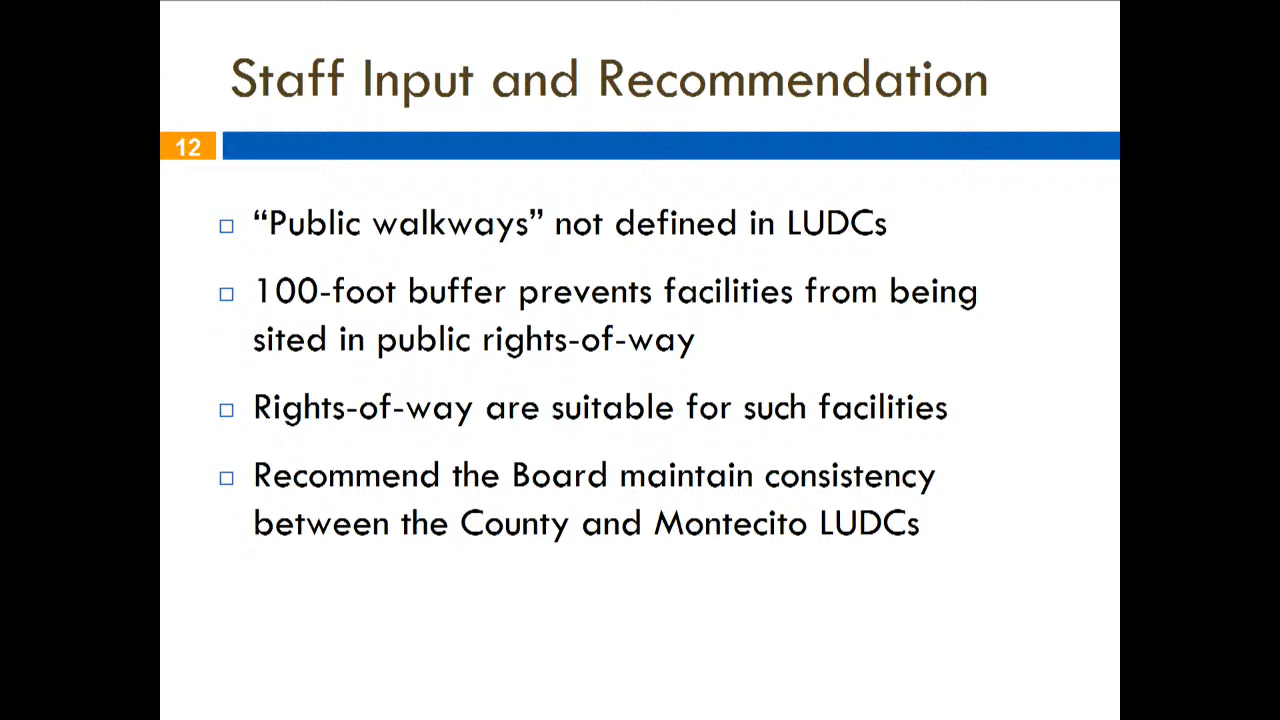 Staff Input and Recommendation
12
“Public walkways” not defined in LUDCs
100-foot buffer prevents facilities from being
sited in public rights-of-way
Rights-of-way are suitable for such facilities
Recommend the Board maintain consistency
between the County and Montecito LUDCs